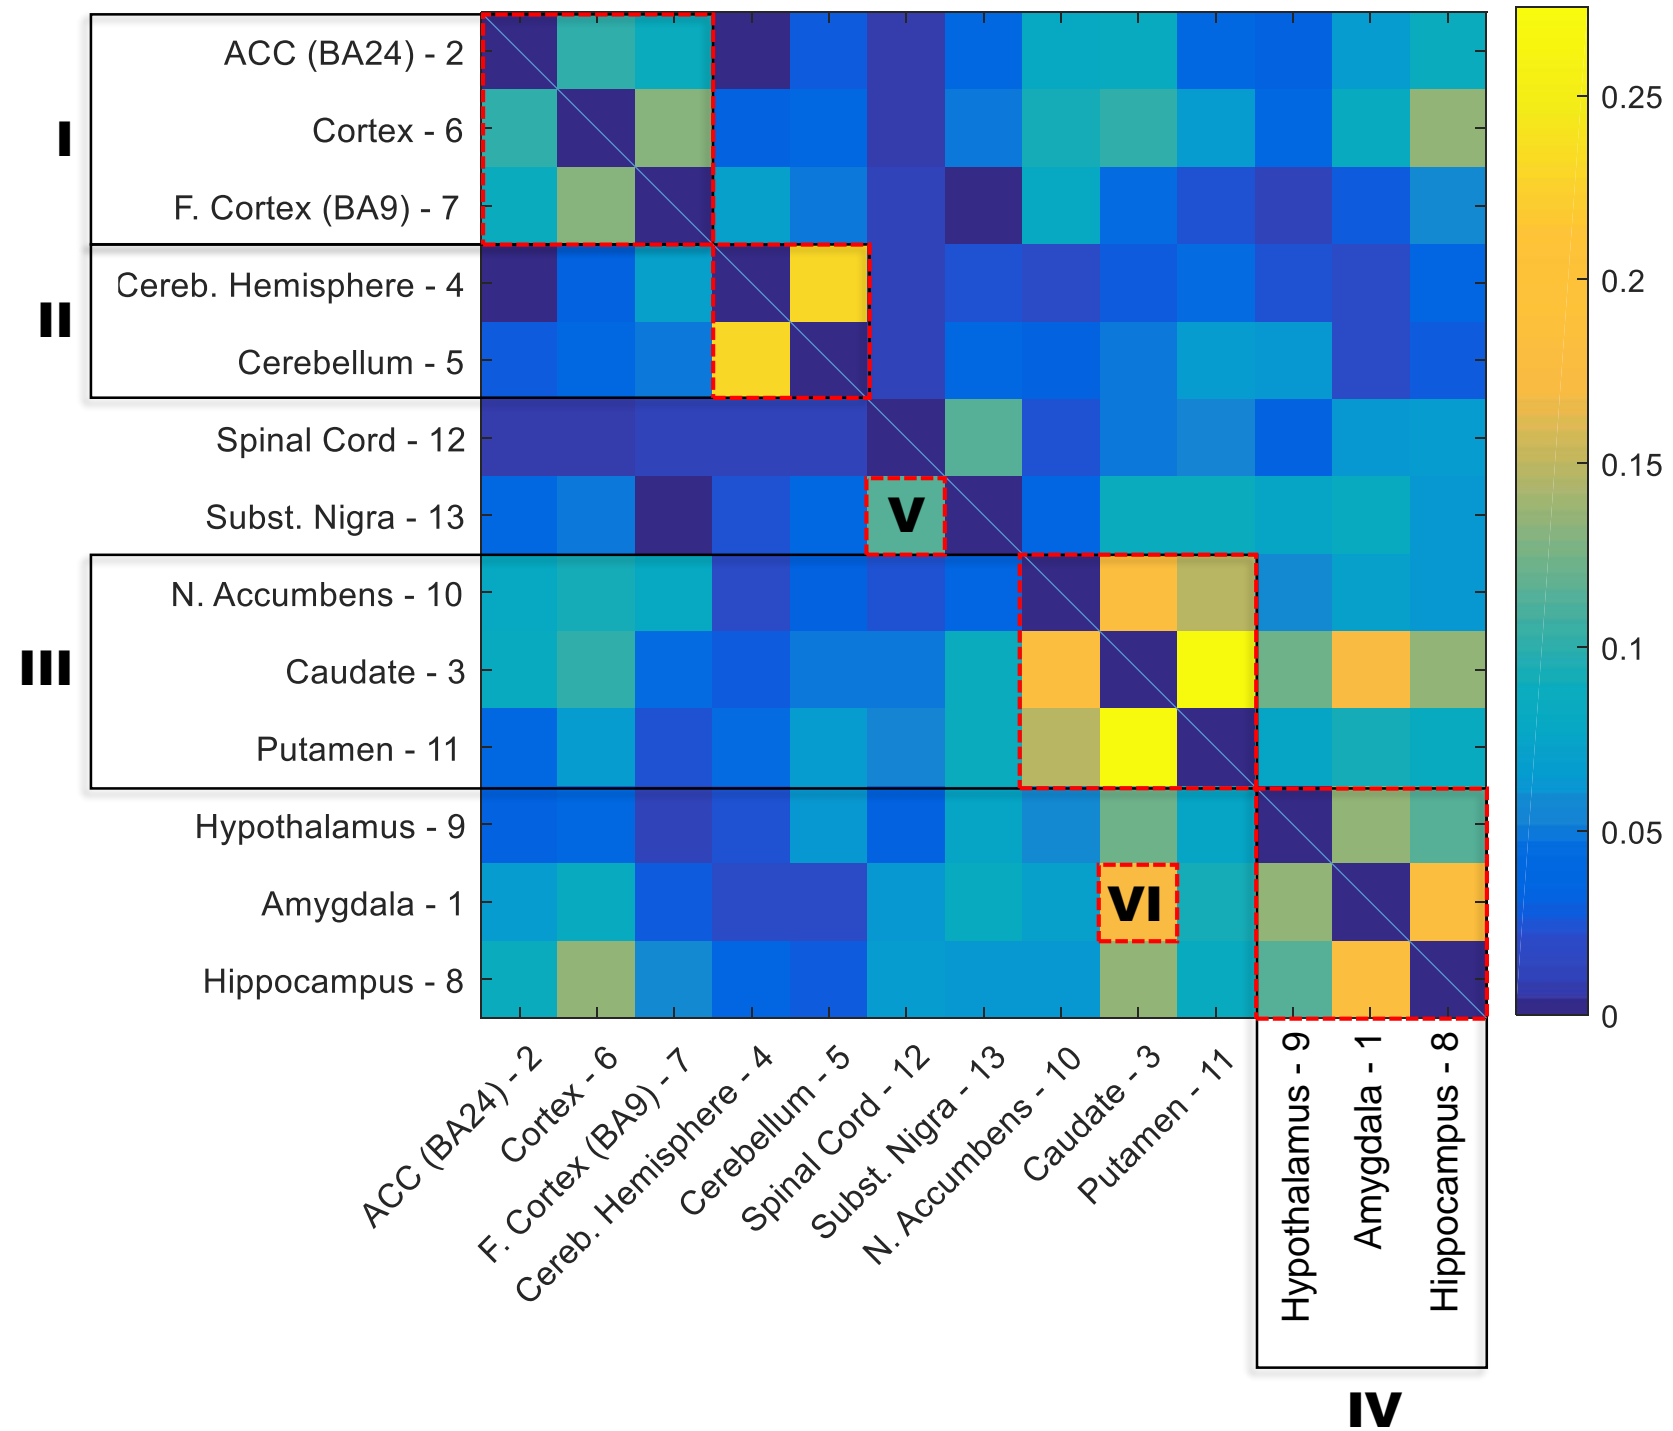 ACC (BA24) - 2
Cortex - 6
F. Cortex (BA9) - 7
Cereb. Hemisphere - 4
Cerebellum - 5
Spinal Cord - 12
Subst. Nigra - 13
N. Accumbens - 10
Caudate - 3
Putamen - 11
Hypothalamus - 9
Amygdala - 1
Hippocampus - 8
I
II
III
V
VI
0.25
0.2
0.15
0.1
0.05
0
ACC (BA24) - 2
Cortex - 6
F. Cortex (BA9) - 7
Cereb. Hemisphere - 4
Cerebellum - 5
Spinal Cord - 12
Subst. Nigra - 13
N. Accumbens - 10
Caudate - 3
Putamen - 11
Hypothalamus - 9
Amygdala - 1
Hippocampus - 8
IV